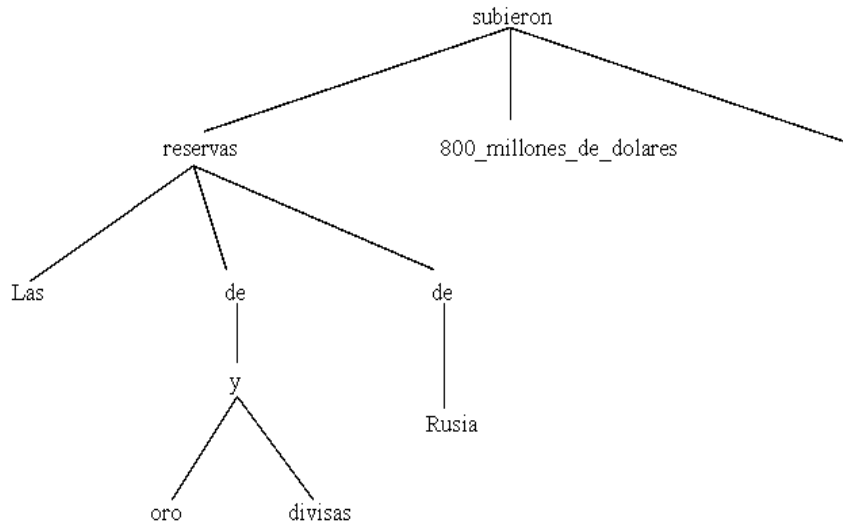 subieron
reservas 800_millones_de_dolares
Las de de
y
Rusia
oro divisas